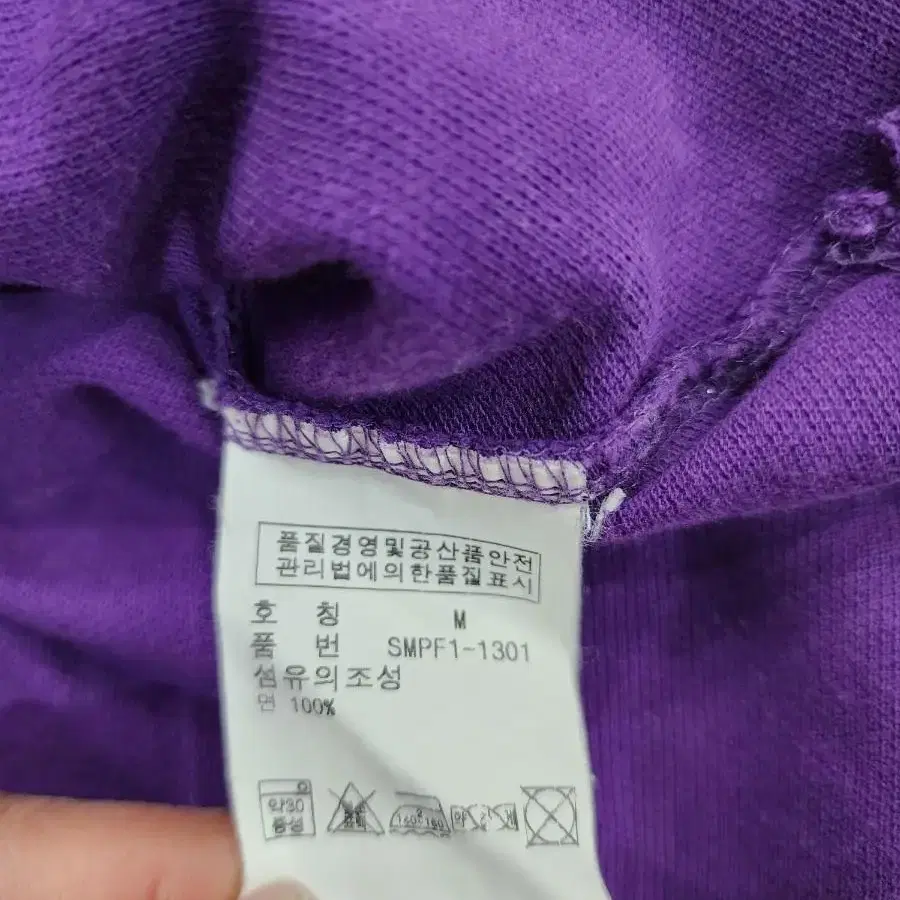 품질경영및공산품안전
관리법에의한품질표시
호 칭 M
품 번 SMPF1-1301
섬유의조성
면 100%
약30
중성